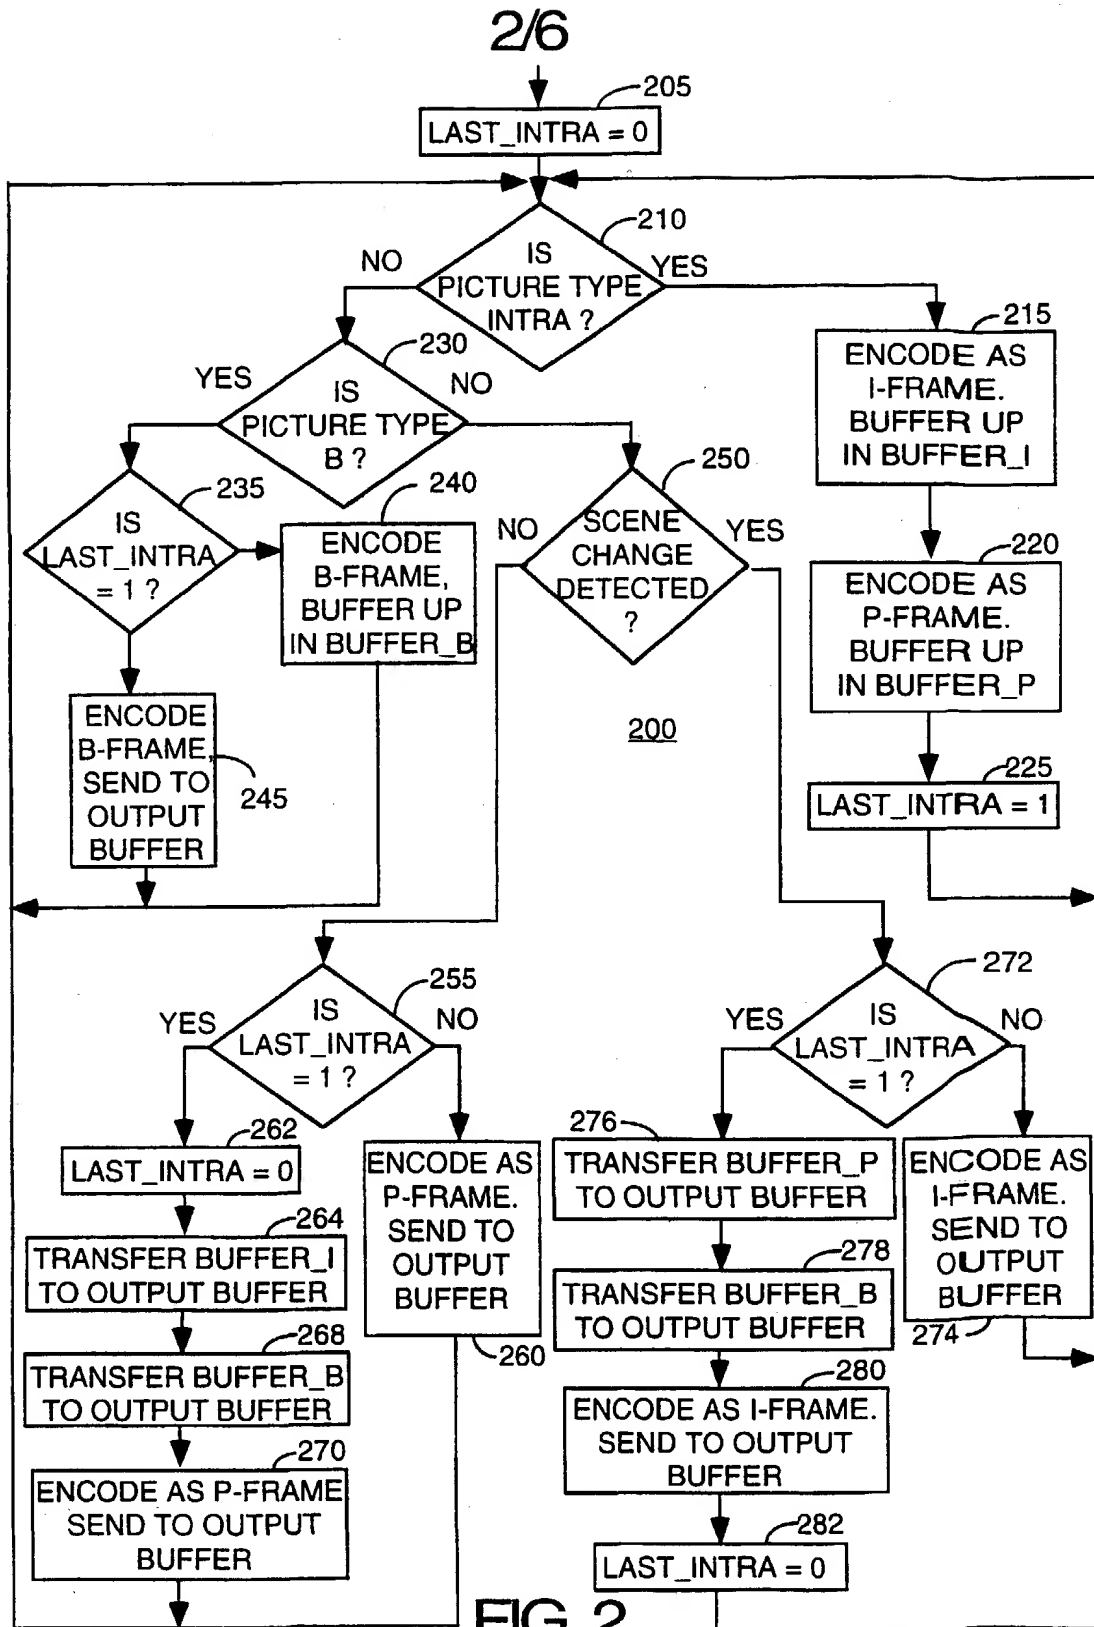 2/6
205
LAST_INTRA = 0
210
IS
PICTURE TYPE
INTRA ?
NO
YES
215
ENCODE AS
I-FRAME.
BUFFER UP
IN BUFFER_I
230
IS
PICTURE TYPE
B ?
YES
NO
235
IS
LAST_INTRA
= 1 ?
240
ENCODE
B-FRAME,
BUFFER UP
IN BUFFER_B
250
SCENE
CHANGE
DETECTED
?
NO
YES
220
ENCODE AS
P-FRAME.
BUFFER UP
IN BUFFER_P
200
ENCODE
B-FRAME,
SEND TO
OUTPUT
BUFFER
245
225
LAST_INTRA = 1
255
IS
LAST_INTRA
= 1 ?
YES
NO
272
IS
LAST_INTRA
= 1 ?
YES
NO
262
LAST_INTRA = 0
264
TRANSFER BUFFER_I
TO OUTPUT BUFFER
268
TRANSFER BUFFER_B
TO OUTPUT BUFFER
270
ENCODE AS P-FRAME
SEND TO OUTPUT
BUFFER
ENCODE AS
P-FRAME.
SEND TO
OUTPUT
BUFFER
260
276
TRANSFER BUFFER_P
TO OUTPUT BUFFER
278
TRANSFER BUFFER_B
TO OUTPUT BUFFER
280
ENCODE AS I-FRAME.
SEND TO OUTPUT
BUFFER
282
LAST_INTRA = 0
ENCODE AS
I-FRAME.
SEND TO
OUTPUT
BUFFER
274
FIG. 2